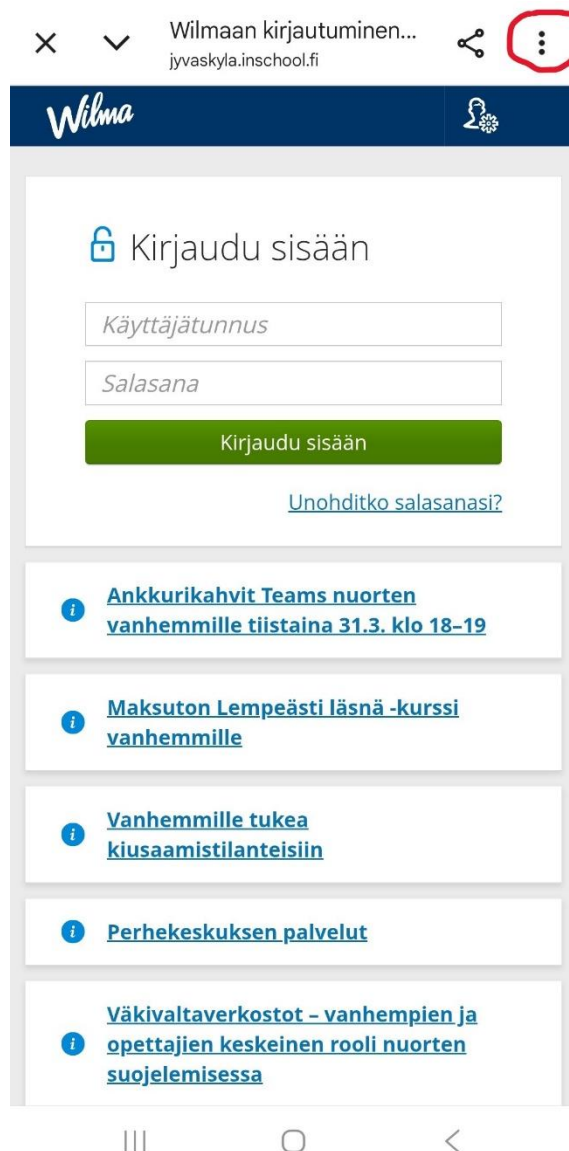 Wilmaan kirjautuminen...
jyvaskyla.inschool.fi
Wilma
Kirjaudu sisään
Käyttäjätunnus
Salasana
Kirjaudu sisään
Unohditko salasanasi?
Ankkurikahvit Teams nuorten
vanhemmille tiistaina 31.3. klo 18–19
Maksuton Lempeästi läsnä -kurssi
vanhemmille
Vanhemmille tukea
kiusaamistilanteisiin
Perhekeskuksen palvelut
Väkivaltaverkostot – vanhempien ja
opettajien keskeinen rooli nuorten
suojelemisessa